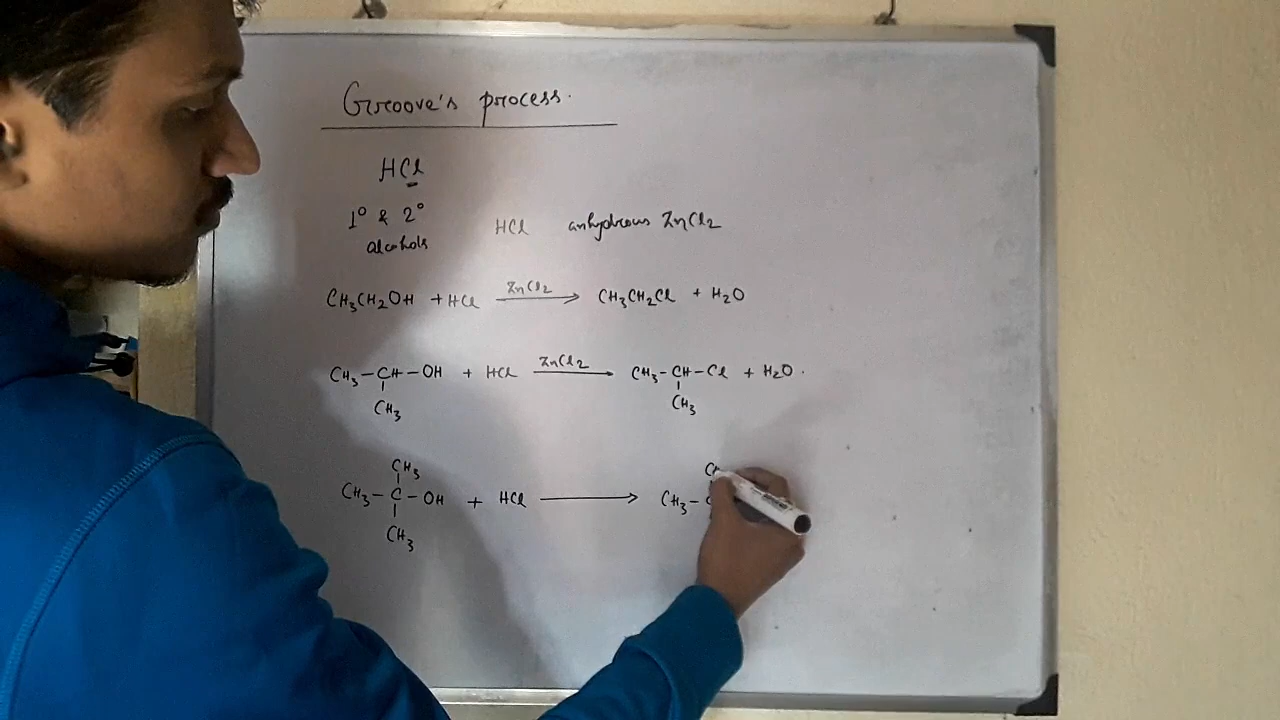 Groove's process.
HCl
1° & 2°
alcohols
HCl anhydrous ZnCl2
CH3CH2OH + HCl ZnCl2 → CH3CH2Cl + H2O
CH3-CH-OH + HCl ZnCl2 → CH3-CH-Cl + H2O.
CH3 CH3
CH3
CH3-C-OH + HCl → CH3-
CH3